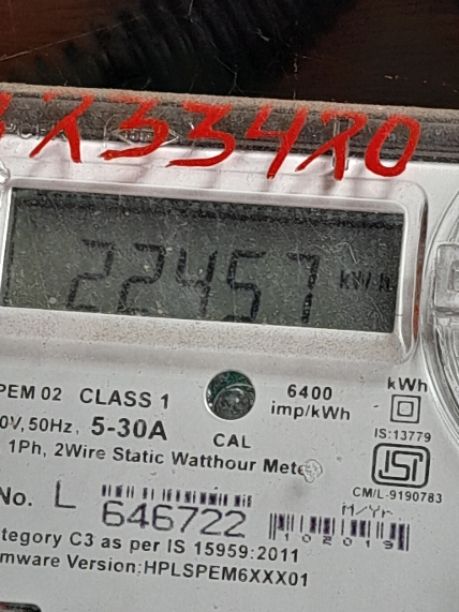 22457 kWh
PEM 02 CLASS 1
6400
imp/kWh
kWh
0V, 50Hz, 5-30A
CAL
IS:13779
1Ph, 2Wire Static Watthour Mete
ISI
CM/L-9190783
No. L 646722
M/Yr
102019
tegory C3 as per IS 15959:2011
mware Version:HPLSPEM6XXX01